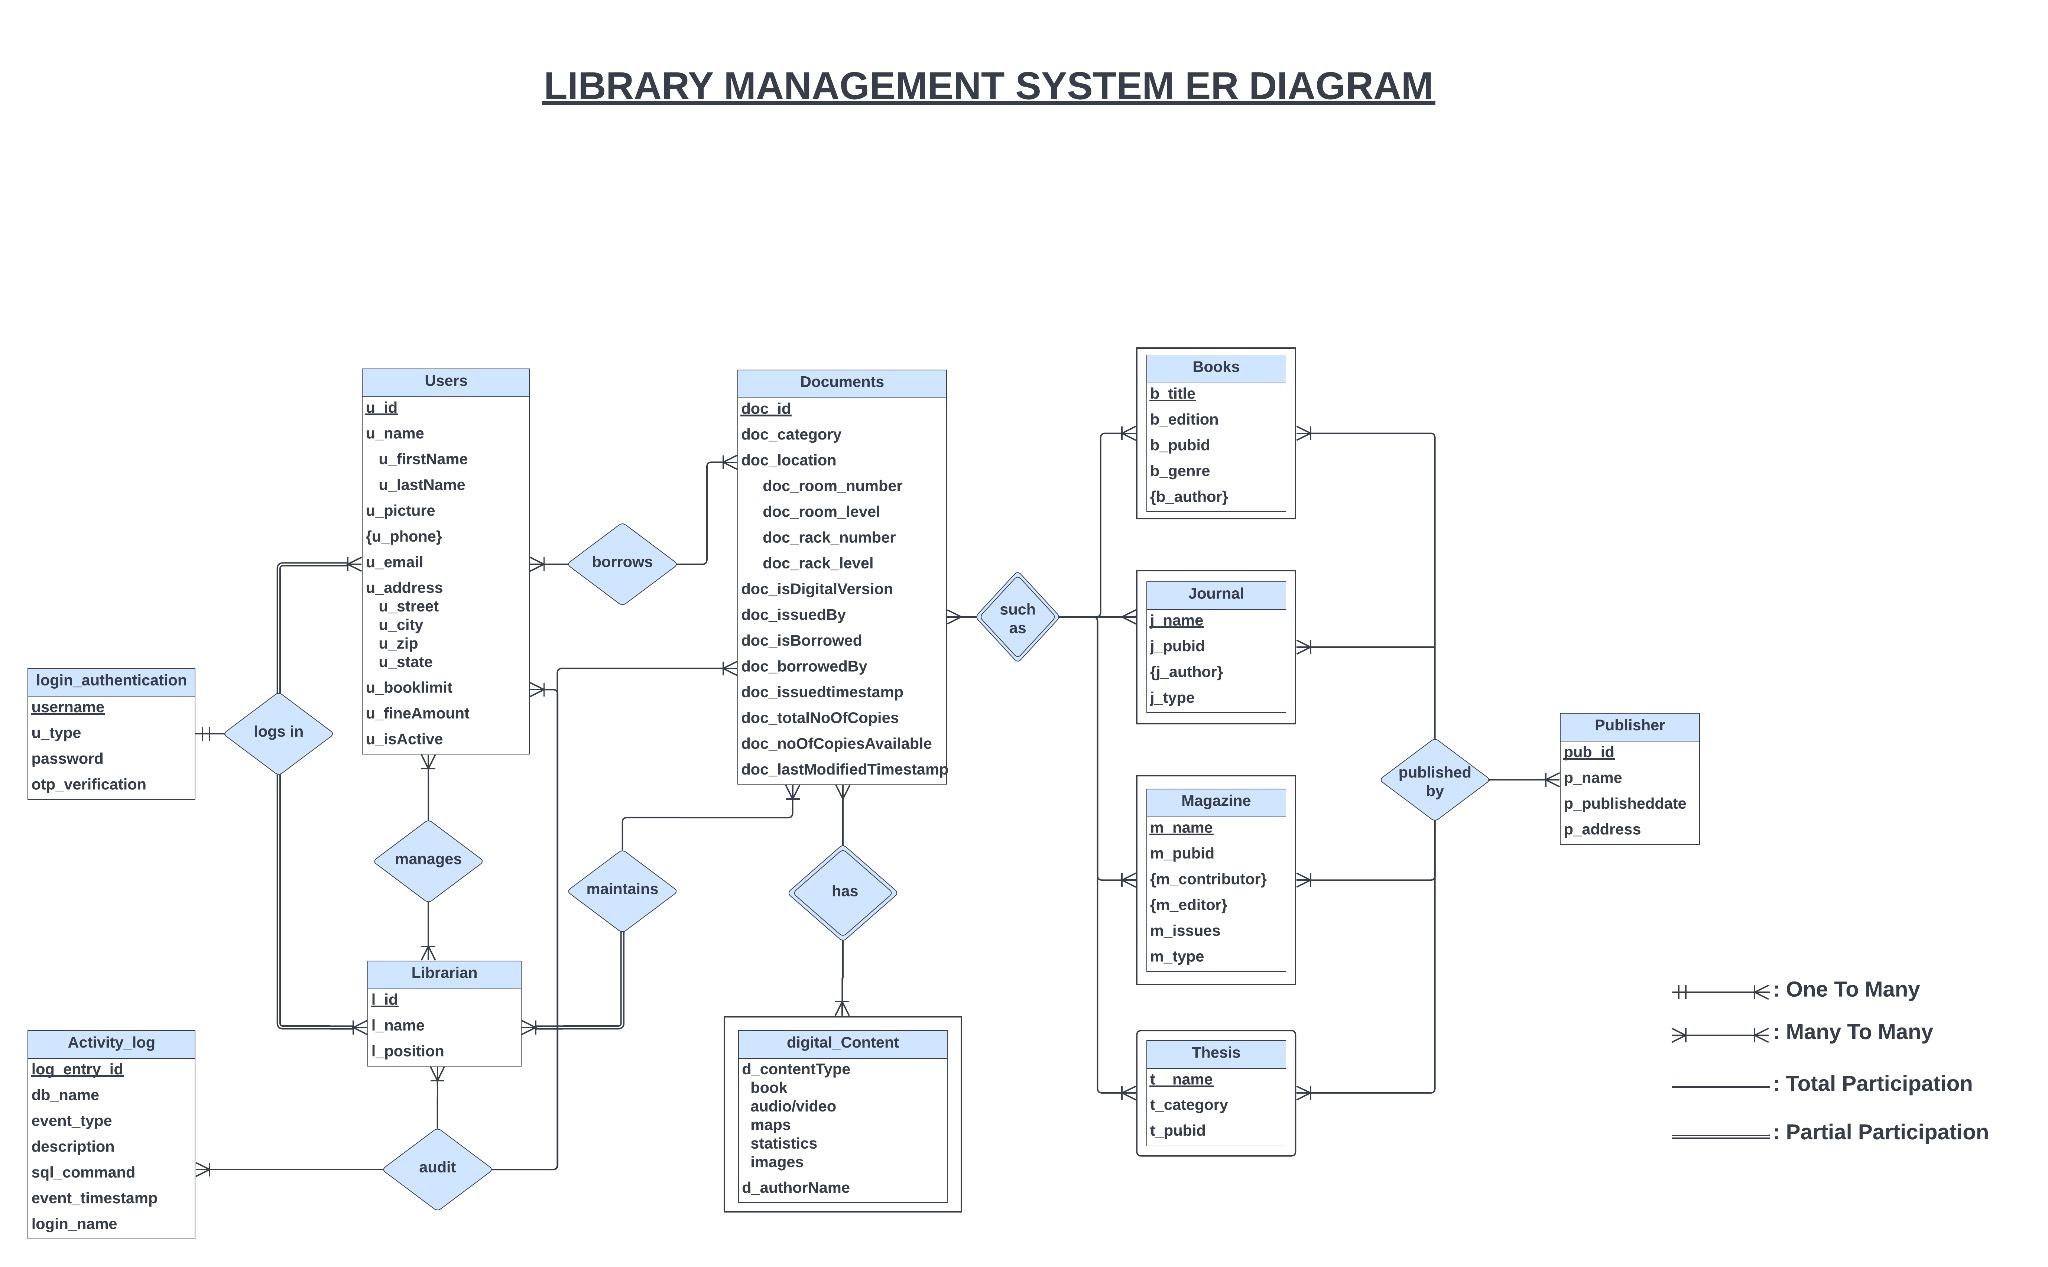 LIBRARY MANAGEMENT SYSTEM ER DIAGRAM
Users
u_id
u_name
u_firstName
u_lastName
u_picture
{u_phone}
u_email
u_address
u_street
u_city
u_zip
u_state
u_booklimit
u_fineAmount
u_isActive
borrows
Documents
doc_id
doc_category
doc_location
doc_room_number
doc_room_level
doc_rack_number
doc_rack_level
doc_isDigitalVersion
doc_issuedBy
doc_isBorrowed
doc_borrowedBy
doc_issuedtimestamp
doc_totalNoOfCopies
doc_noOfCopiesAvailable
doc_lastModifiedTimestamp
such
as
Books
b_title
b_edition
b_pubid
b_genre
{b_author}
Journal
j_name
j_pubid
{j_author}
j_type
Magazine
m_name
m_pubid
{m_contributor}
{m_editor}
m_issues
m_type
Thesis
t__name
t_category
t_pubid
published
by
Publisher
pub_id
p_name
p_publisheddate
p_address
login_authentication
username
u_type
password
otp_verification
logs in
manages
maintains
has
Librarian
l_id
l_name
l_position
Activity_log
log_entry_id
db_name
event_type
description
sql_command
event_timestamp
login_name
audit
digital_Content
d_contentType
book
audio/video
maps
statistics
images
d_authorName
: One To Many
: Many To Many
: Total Participation
: Partial Participation